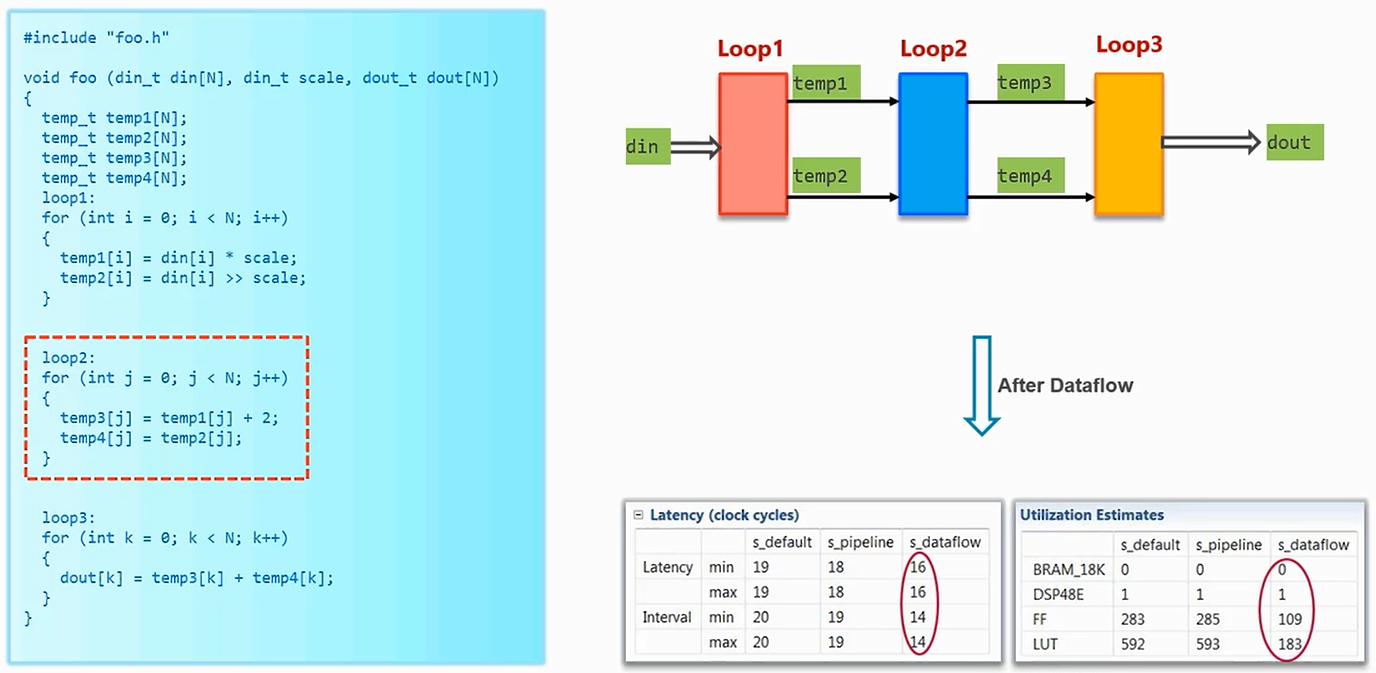 #include "foo.h"
void foo (din_t din[N], din_t scale, dout_t dout[N])
{
temp_t temp1[N];
temp_t temp2[N];
temp_t temp3[N];
temp_t temp4[N];
loop1:
for (int i = 0; i < N; i++)
{
temp1[i] = din[i] * scale;
temp2[i] = din[i] >> scale;
}
loop2:
for (int j = 0; j < N; j++)
{
temp3[j] = temp1[j] + 2;
temp4[j] = temp2[j];
}
loop3:
for (int k = 0; k < N; k++)
{
dout[k] = temp3[k] + temp4[k];
}
}
Loop1 Loop2 Loop3
temp1 temp3
din dout
temp2 temp4
After Dataflow
Latency (clock cycles)
s_default s_pipeline s_dataflow
Latency min 19 18 16
max 19 18 16
Interval min 20 19 14
max 20 19 14
Utilization Estimates
s_default s_pipeline s_dataflow
BRAM_18K 0 0 0
DSP48E 1 1 1
FF 283 285 109
LUT 592 593 183